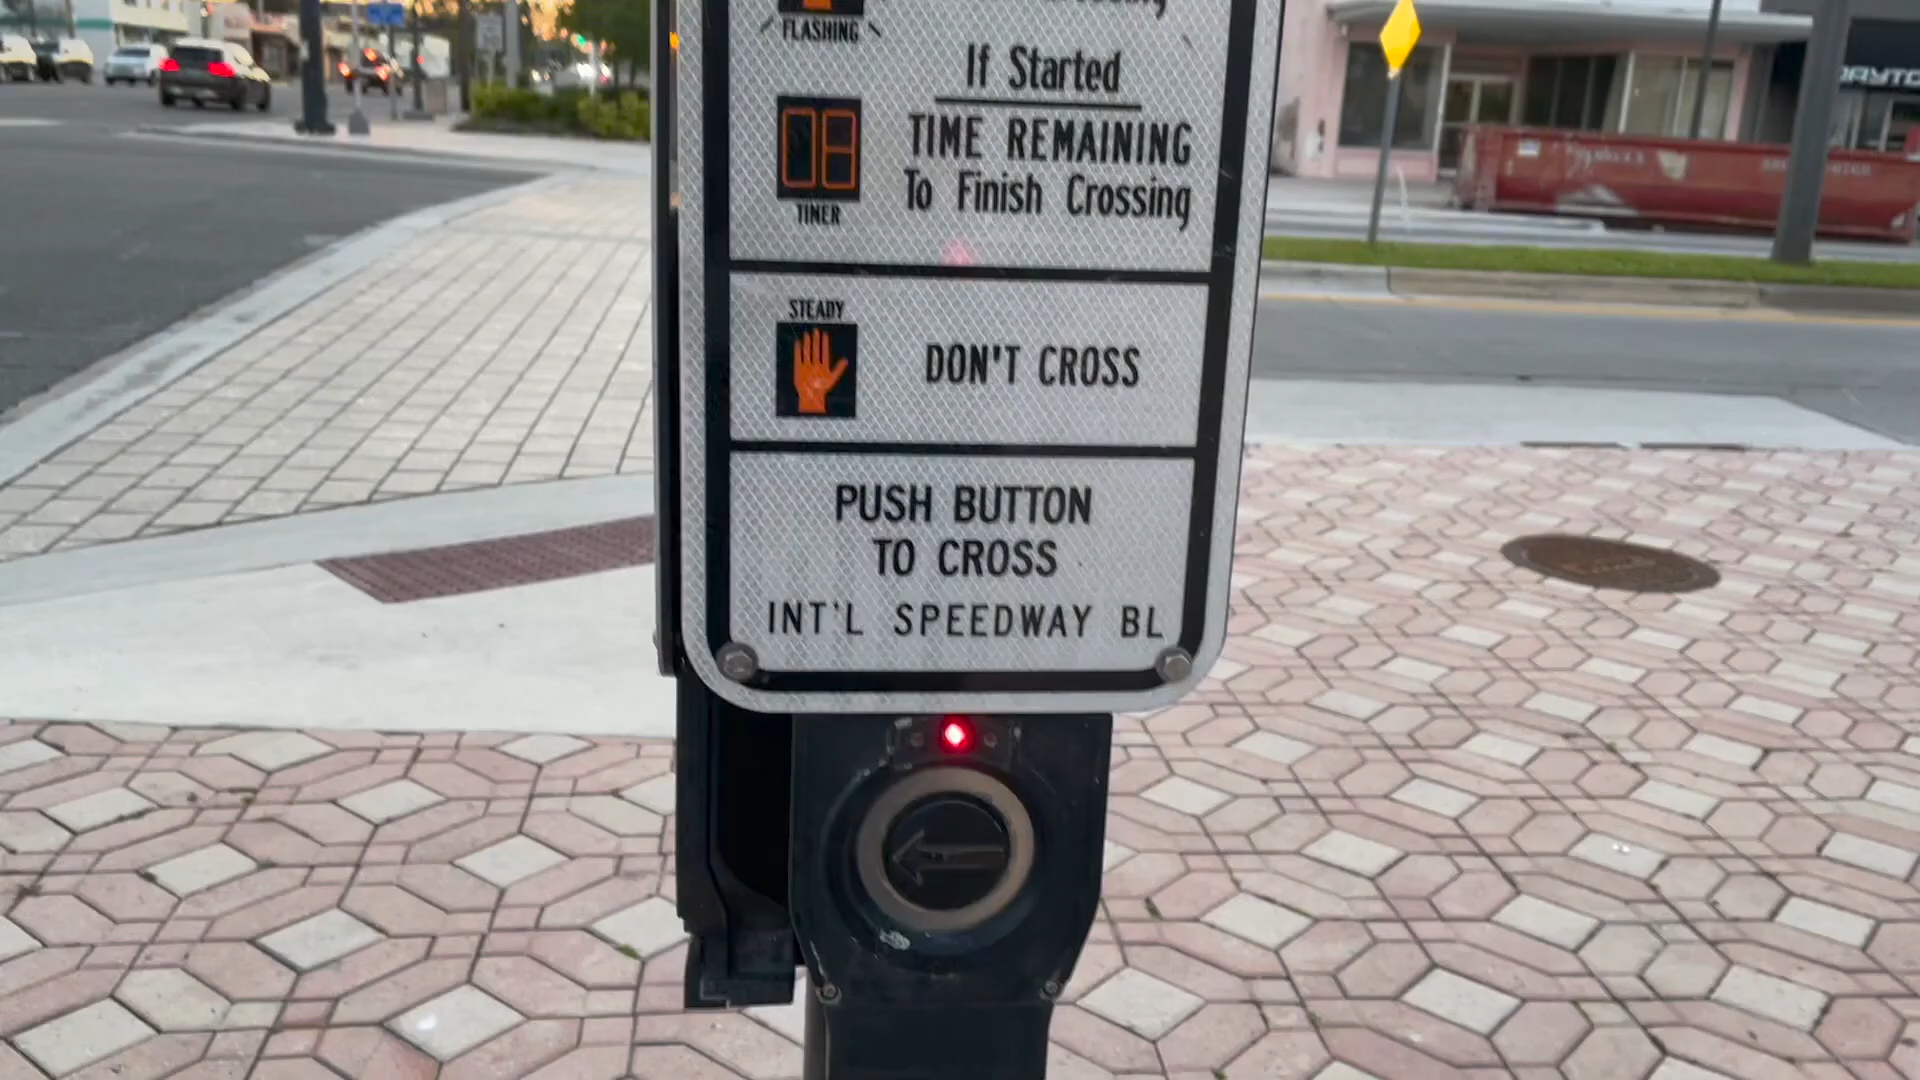 FLASHING
If Started
TIME REMAINING
To Finish Crossing
TIMER
STEADY
DON'T CROSS
PUSH BUTTON
TO CROSS
INT'L SPEEDWAY BL